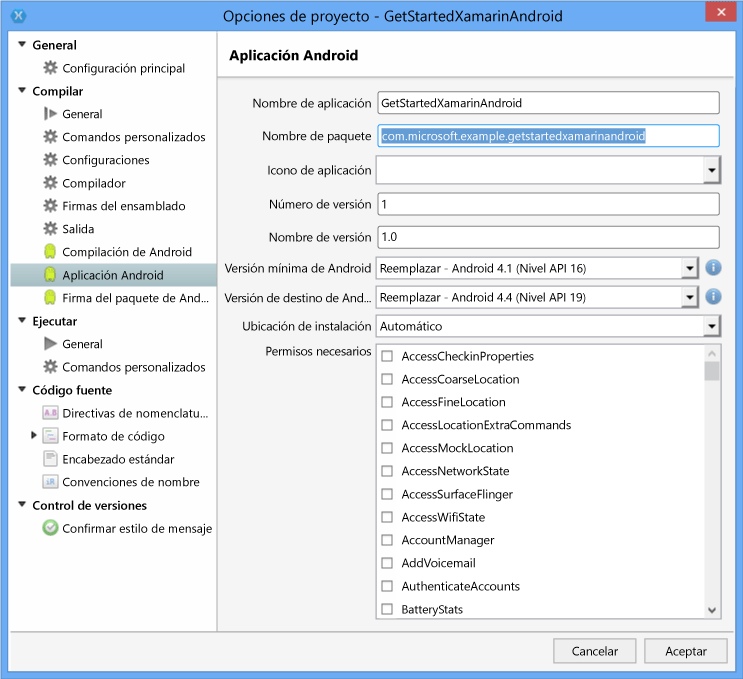 Opciones de proyecto - GetStartedXamarinAndroid
General
Configuración principal
Compilar
General
Comandos personalizados
Configuraciones
Compilador
Firmas del ensamblado
Salida
Compilación de Android
Aplicación Android
Firma del paquete de And...
Ejecutar
General
Comandos personalizados
Código fuente
Directivas de nomenclatu...
Formato de código
Encabezado estándar
Convenciones de nombre
Control de versiones
Confirmar estilo de mensaje
Aplicación Android
Nombre de aplicación GetStartedXamarinAndroid
Nombre de paquete com.microsoft.example.getstartedxamarinandroid
Icono de aplicación
Número de versión 1
Nombre de versión 1.0
Versión mínima de Android Reemplazar - Android 4.1 (Nivel API 16)
Versión de destino de And... Reemplazar - Android 4.4 (Nivel API 19)
Ubicación de instalación Automático
Permisos necesarios
AccessCheckinProperties
AccessCoarseLocation
AccessFineLocation
AccessLocationExtraCommands
AccessMockLocation
AccessNetworkState
AccessSurfaceFlinger
AccessWifiState
AccountManager
AddVoicemail
AuthenticateAccounts
BatteryStats
Cancelar
Aceptar